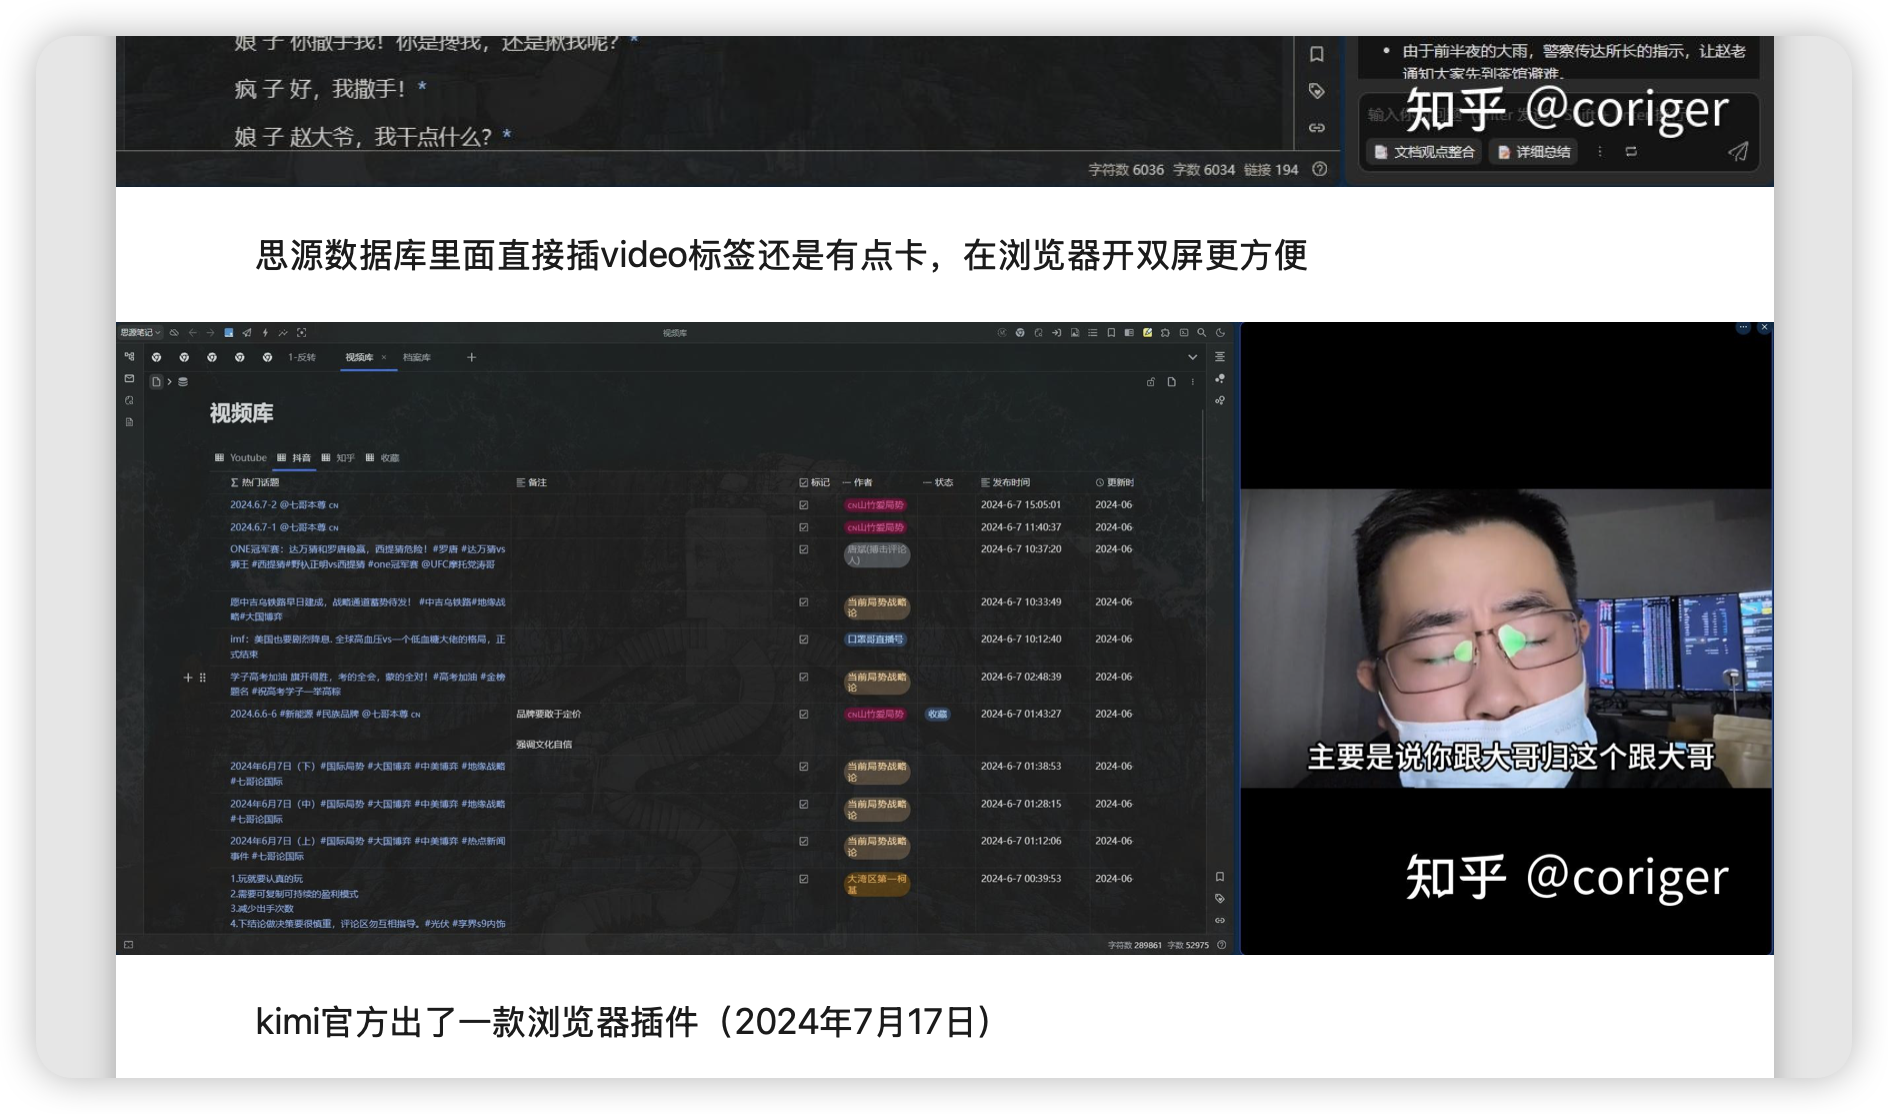 娘 子 你撒手我！你是搀我，还是揪我呢？ *
疯 子 好，我撒手！ *
娘 子 赵大爷，我干点什么？ *
字符数 6036 字数 6034 链接 194
由于前半夜的大雨，警察传达所长的指示，让赵老
通知大家先到茶馆避难。
知乎 @coriger
文档观点整合 详细总结
思源数据库里面直接插video标签还是有点卡，在浏览器开双屏更方便
思源笔记
视频库
1-反转 视频库 × 档案库 +
视频库
Youtube 抖音 知乎 收藏
热门话题 备注 标记 作者 状态 发布时间 更新时
2024.6.7-2 @七哥本尊 CN CN山竹爱局势 2024-6-7 15:05:01 2024-06
2024.6.7-1 @七哥本尊 CN CN山竹爱局势 2024-6-7 11:40:37 2024-06
ONE冠军赛：达万猜和罗唐稳赢，西提猜危险！#罗唐 #达万猜vs 唐斌(搏击评论 2024-6-7 10:37:20 2024-06
狮王 #西提猜#野杁正明vs西提猜 #one冠军赛 @UFC摩托党涛哥 人)
愿中吉乌铁路早日建成，战略通道蓄势待发！ #中吉乌铁路#地缘战 当前局势战略 2024-6-7 10:33:49 2024-06
略#大国博弈 论
imf：美国也要剧烈降息. 全球高血压vs一个低血糖大佬的格局，正 口罩哥直播号 2024-6-7 10:12:40 2024-06
式结束
学子高考加油 旗开得胜，考的全会，蒙的全对！#高考加油 #金榜 当前局势战略 2024-6-7 02:48:39 2024-06
题名 #祝高考学子一举高粽 论
2024.6.6-6 #新能源 #民族品牌 @七哥本尊 CN 品牌要敢于定价 CN山竹爱局势 收藏 2024-6-7 01:43:27 2024-06
强调文化自信
2024年6月7日（下）#国际局势 #大国博弈 #中美博弈 #地缘战略 当前局势战略 2024-6-7 01:38:53 2024-06
#七哥论国际 论
2024年6月7日（中）#国际局势 #大国博弈 #中美博弈 #地缘战略 当前局势战略 2024-6-7 01:28:15 2024-06
#七哥论国际 论
2024年6月7日（上）#国际局势 #大国博弈 #中美博弈 #热点新闻 当前局势战略 2024-6-7 01:12:06 2024-06
事件 #七哥论国际 论
1.玩就要认真的玩 大湾区第一柯 2024-6-7 00:39:53 2024-06
2.需要可复制可持续的盈利模式 基
3.减少出手次数
4.下结论做决策要很慎重，评论区勿互相指导。#光伏 #享界s9内饰
字符数 289861 字数 52975
主要是说你跟大哥归这个跟大哥
知乎 @coriger
kimi官方出了一款浏览器插件（2024年7月17日）